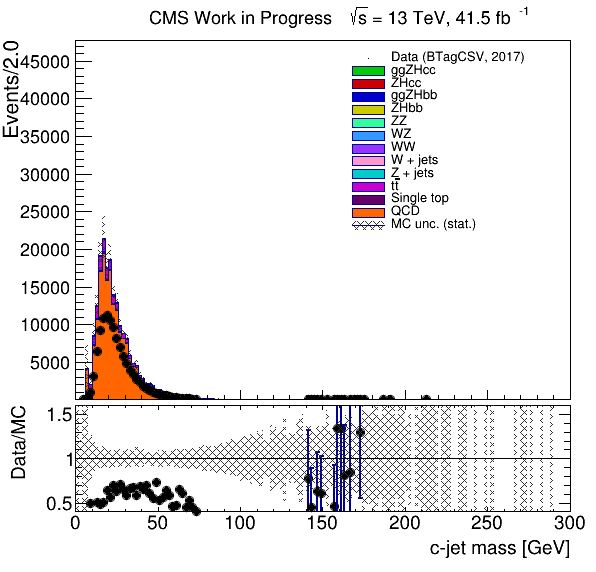 CMS Work in Progress √s = 13 TeV, 41.5 fb⁻¹
Events/2.0
45000
40000
35000
30000
25000
20000
15000
10000
5000
Data (BTagCSV, 2017)
ggZHcc
ZHcc
ggZHbb
ZHbb
ZZ
WZ
WW
W + jets
Z + jets
tt̅
Single top
QCD
MC unc. (stat.)
Data/MC
1.5
1
0.5
0 50 100 150 200 250 300
c-jet mass [GeV]